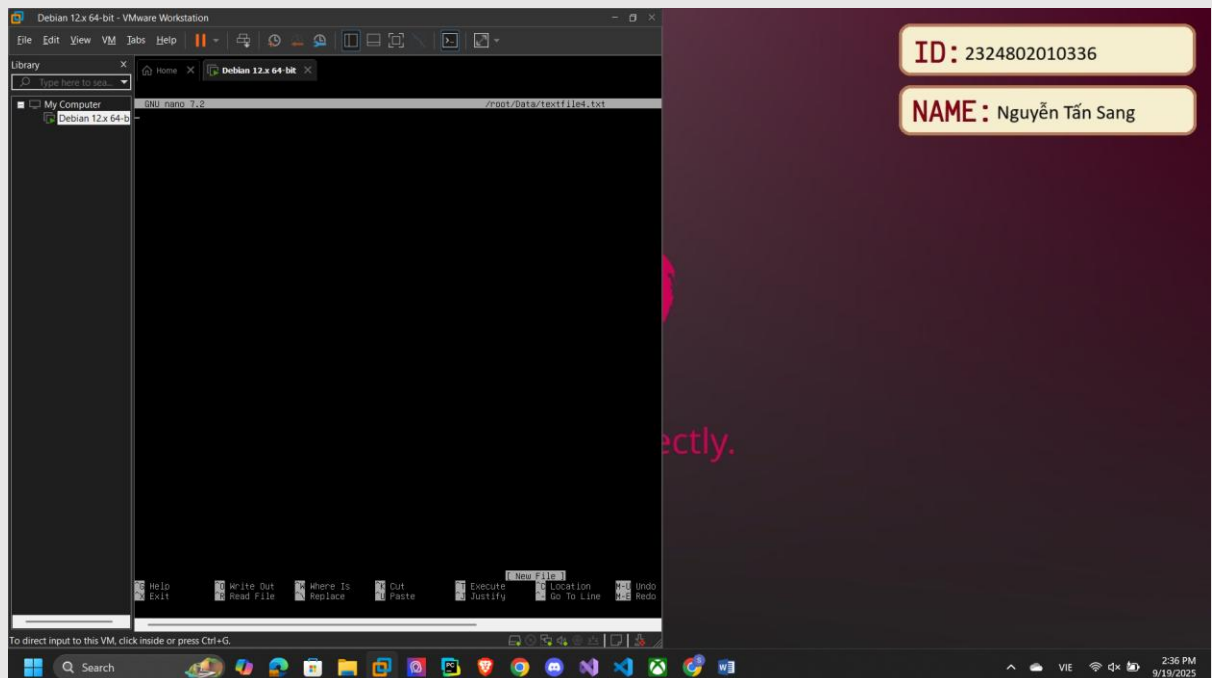 Debian 12.x 64-bit - VMware Workstation
File Edit View VM Tabs Help
Library X
Type here to sea...
Home X Debian 12.x 64-bit X
My Computer
Debian 12.x 64-b
GNU nano 7.2 /root/Data/textfile4.txt
[ New File ]
^G Help ^O Write Out ^W Where Is ^K Cut ^T Execute ^C Location M-U Undo
^X Exit ^R Read File ^\ Replace ^U Paste ^J Justify ^_ Go To Line M-E Redo
To direct input to this VM, click inside or press Ctrl+G.
ID: 2324802010336
NAME: Nguyễn Tấn Sang
ectly.
Search
VIE
2:36 PM
9/19/2025